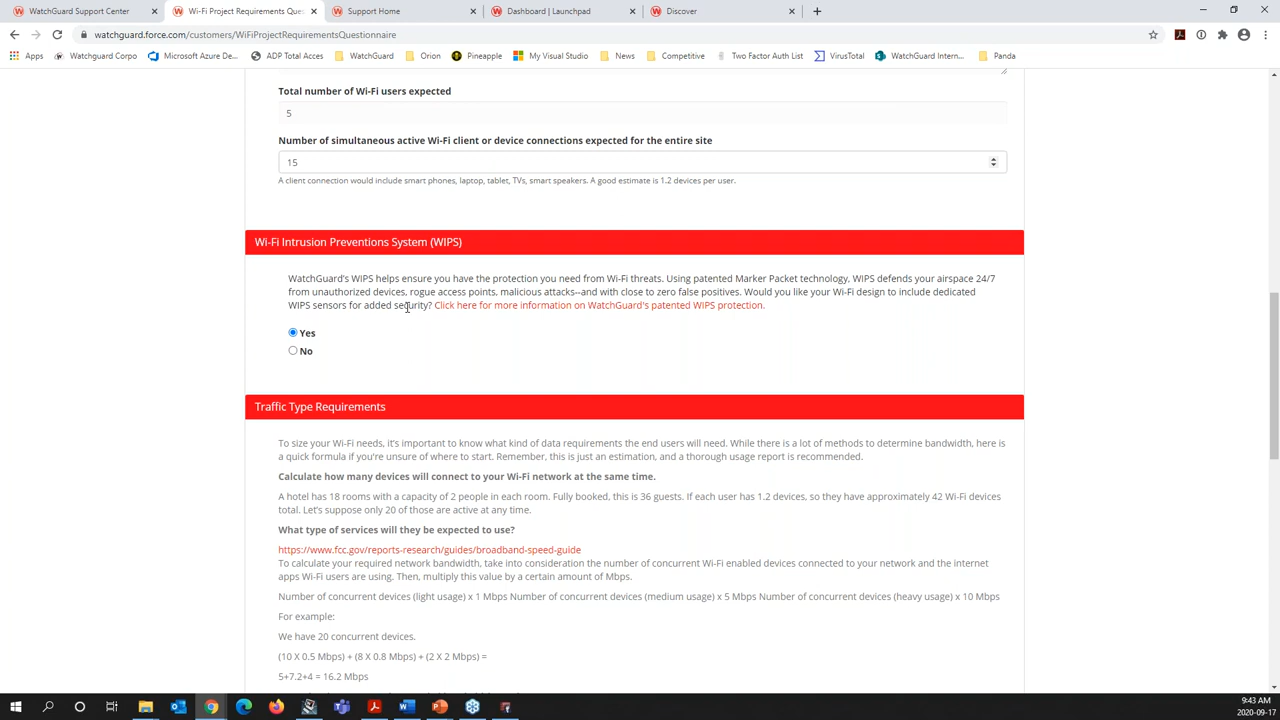 WatchGuard Support Center
Wi-Fi Project Requirements Ques
Support Home
Dashboard | Launchpad
Discover
watchguard.force.com/customers/WiFiProjectRequirementsQuestionnaire
Apps
Watchguard Corpo
Microsoft Azure De...
ADP Total Acces
WatchGuard
Orion
Pineapple
My Visual Studio
News
Competitive
Two Factor Auth List
VirusTotal
WatchGuard Intern...
Panda
Total number of Wi-Fi users expected
5
Number of simultaneous active Wi-Fi client or device connections expected for the entire site
15
A client connection would include smart phones, laptop, tablet, TVs, smart speakers. A good estimate is 1.2 devices per user.
Wi-Fi Intrusion Preventions System (WIPS)
WatchGuard's WIPS helps ensure you have the protection you need from Wi-Fi threats. Using patented Marker Packet technology, WIPS defends your airspace 24/7
from unauthorized devices, rogue access points, malicious attacks--and with close to zero false positives. Would you like your Wi-Fi design to include dedicated
WIPS sensors for added security? Click here for more information on WatchGuard's patented WIPS protection.
Yes
No
Traffic Type Requirements
To size your Wi-Fi needs, it's important to know what kind of data requirements the end users will need. While there is a lot of methods to determine bandwidth, here is
a quick formula if you're unsure of where to start. Remember, this is just an estimation, and a thorough usage report is recommended.
Calculate how many devices will connect to your Wi-Fi network at the same time.
A hotel has 18 rooms with a capacity of 2 people in each room. Fully booked, this is 36 guests. If each user has 1.2 devices, so they have approximately 42 Wi-Fi devices
total. Let's suppose only 20 of those are active at any time.
What type of services will they be expected to use?
https://www.fcc.gov/reports-research/guides/broadband-speed-guide
To calculate your required network bandwidth, take into consideration the number of concurrent Wi-Fi enabled devices connected to your network and the internet
apps Wi-Fi users are using. Then, multiply this value by a certain amount of Mbps.
Number of concurrent devices (light usage) x 1 Mbps Number of concurrent devices (medium usage) x 5 Mbps Number of concurrent devices (heavy usage) x 10 Mbps
For example:
We have 20 concurrent devices.
(10 X 0.5 Mbps) + (8 X 0.8 Mbps) + (2 X 2 Mbps) =
5+7.2+4 = 16.2 Mbps
9:43 AM
2020-09-17